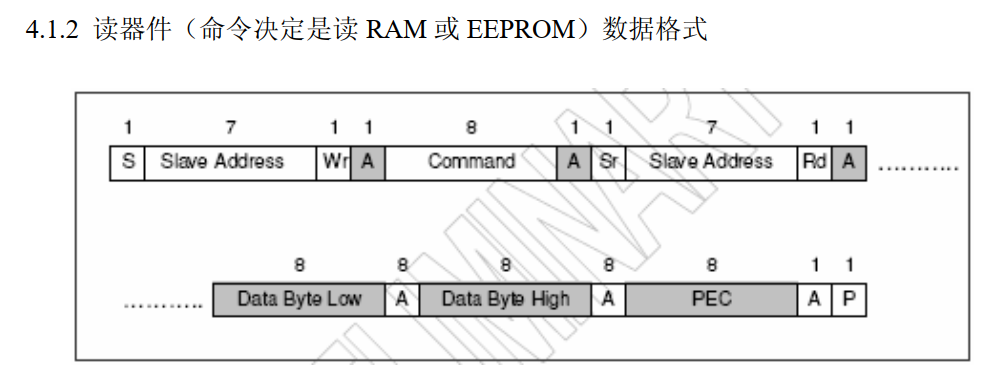 4.1.2 读器件（命令决定是读 RAM 或 EEPROM）数据格式
1 7 1 1 8 1 1 7 1 1
S Slave Address Wr A Command A Sr Slave Address Rd A ...........
8 8 8 8 8 1 1
........... Data Byte Low A Data Byte High A PEC A P